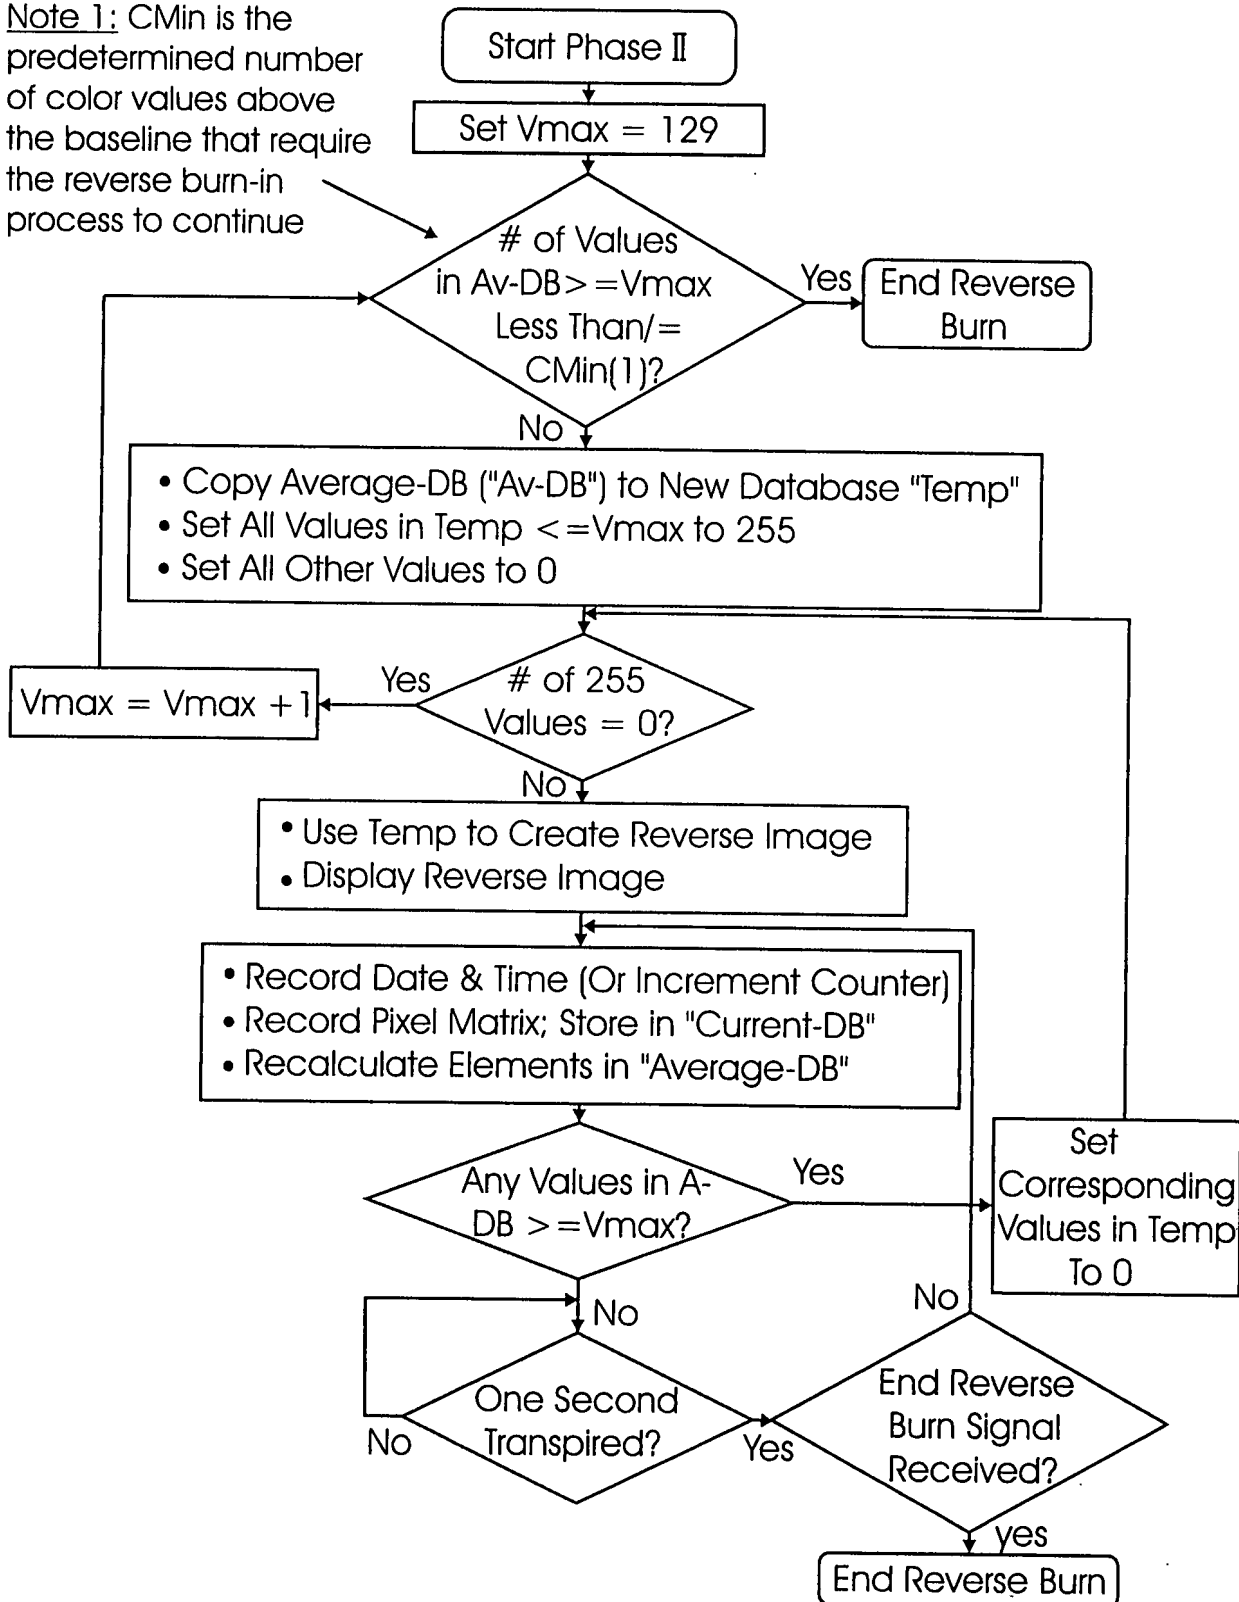 Note 1: CMin is the
predetermined number
of color values above
the baseline that require
the reverse burn-in
process to continue
Start Phase II
Set Vmax = 129
# of Values
in Av-DB> =Vmax
Less Than/=
CMin(1)?
Yes
End Reverse
Burn
No
• Copy Average-DB ("Av-DB") to New Database "Temp"
• Set All Values in Temp < =Vmax to 255
• Set All Other Values to 0
# of 255
Values = 0?
Yes
Vmax = Vmax +1
No
• Use Temp to Create Reverse Image
• Display Reverse Image
• Record Date & Time (Or Increment Counter)
• Record Pixel Matrix; Store in "Current-DB"
• Recalculate Elements in "Average-DB"
Any Values in A-
DB > =Vmax?
Yes
Set
Corresponding
Values in Temp
To 0
No
One Second
Transpired?
No
Yes
End Reverse
Burn Signal
Received?
No
yes
End Reverse Burn